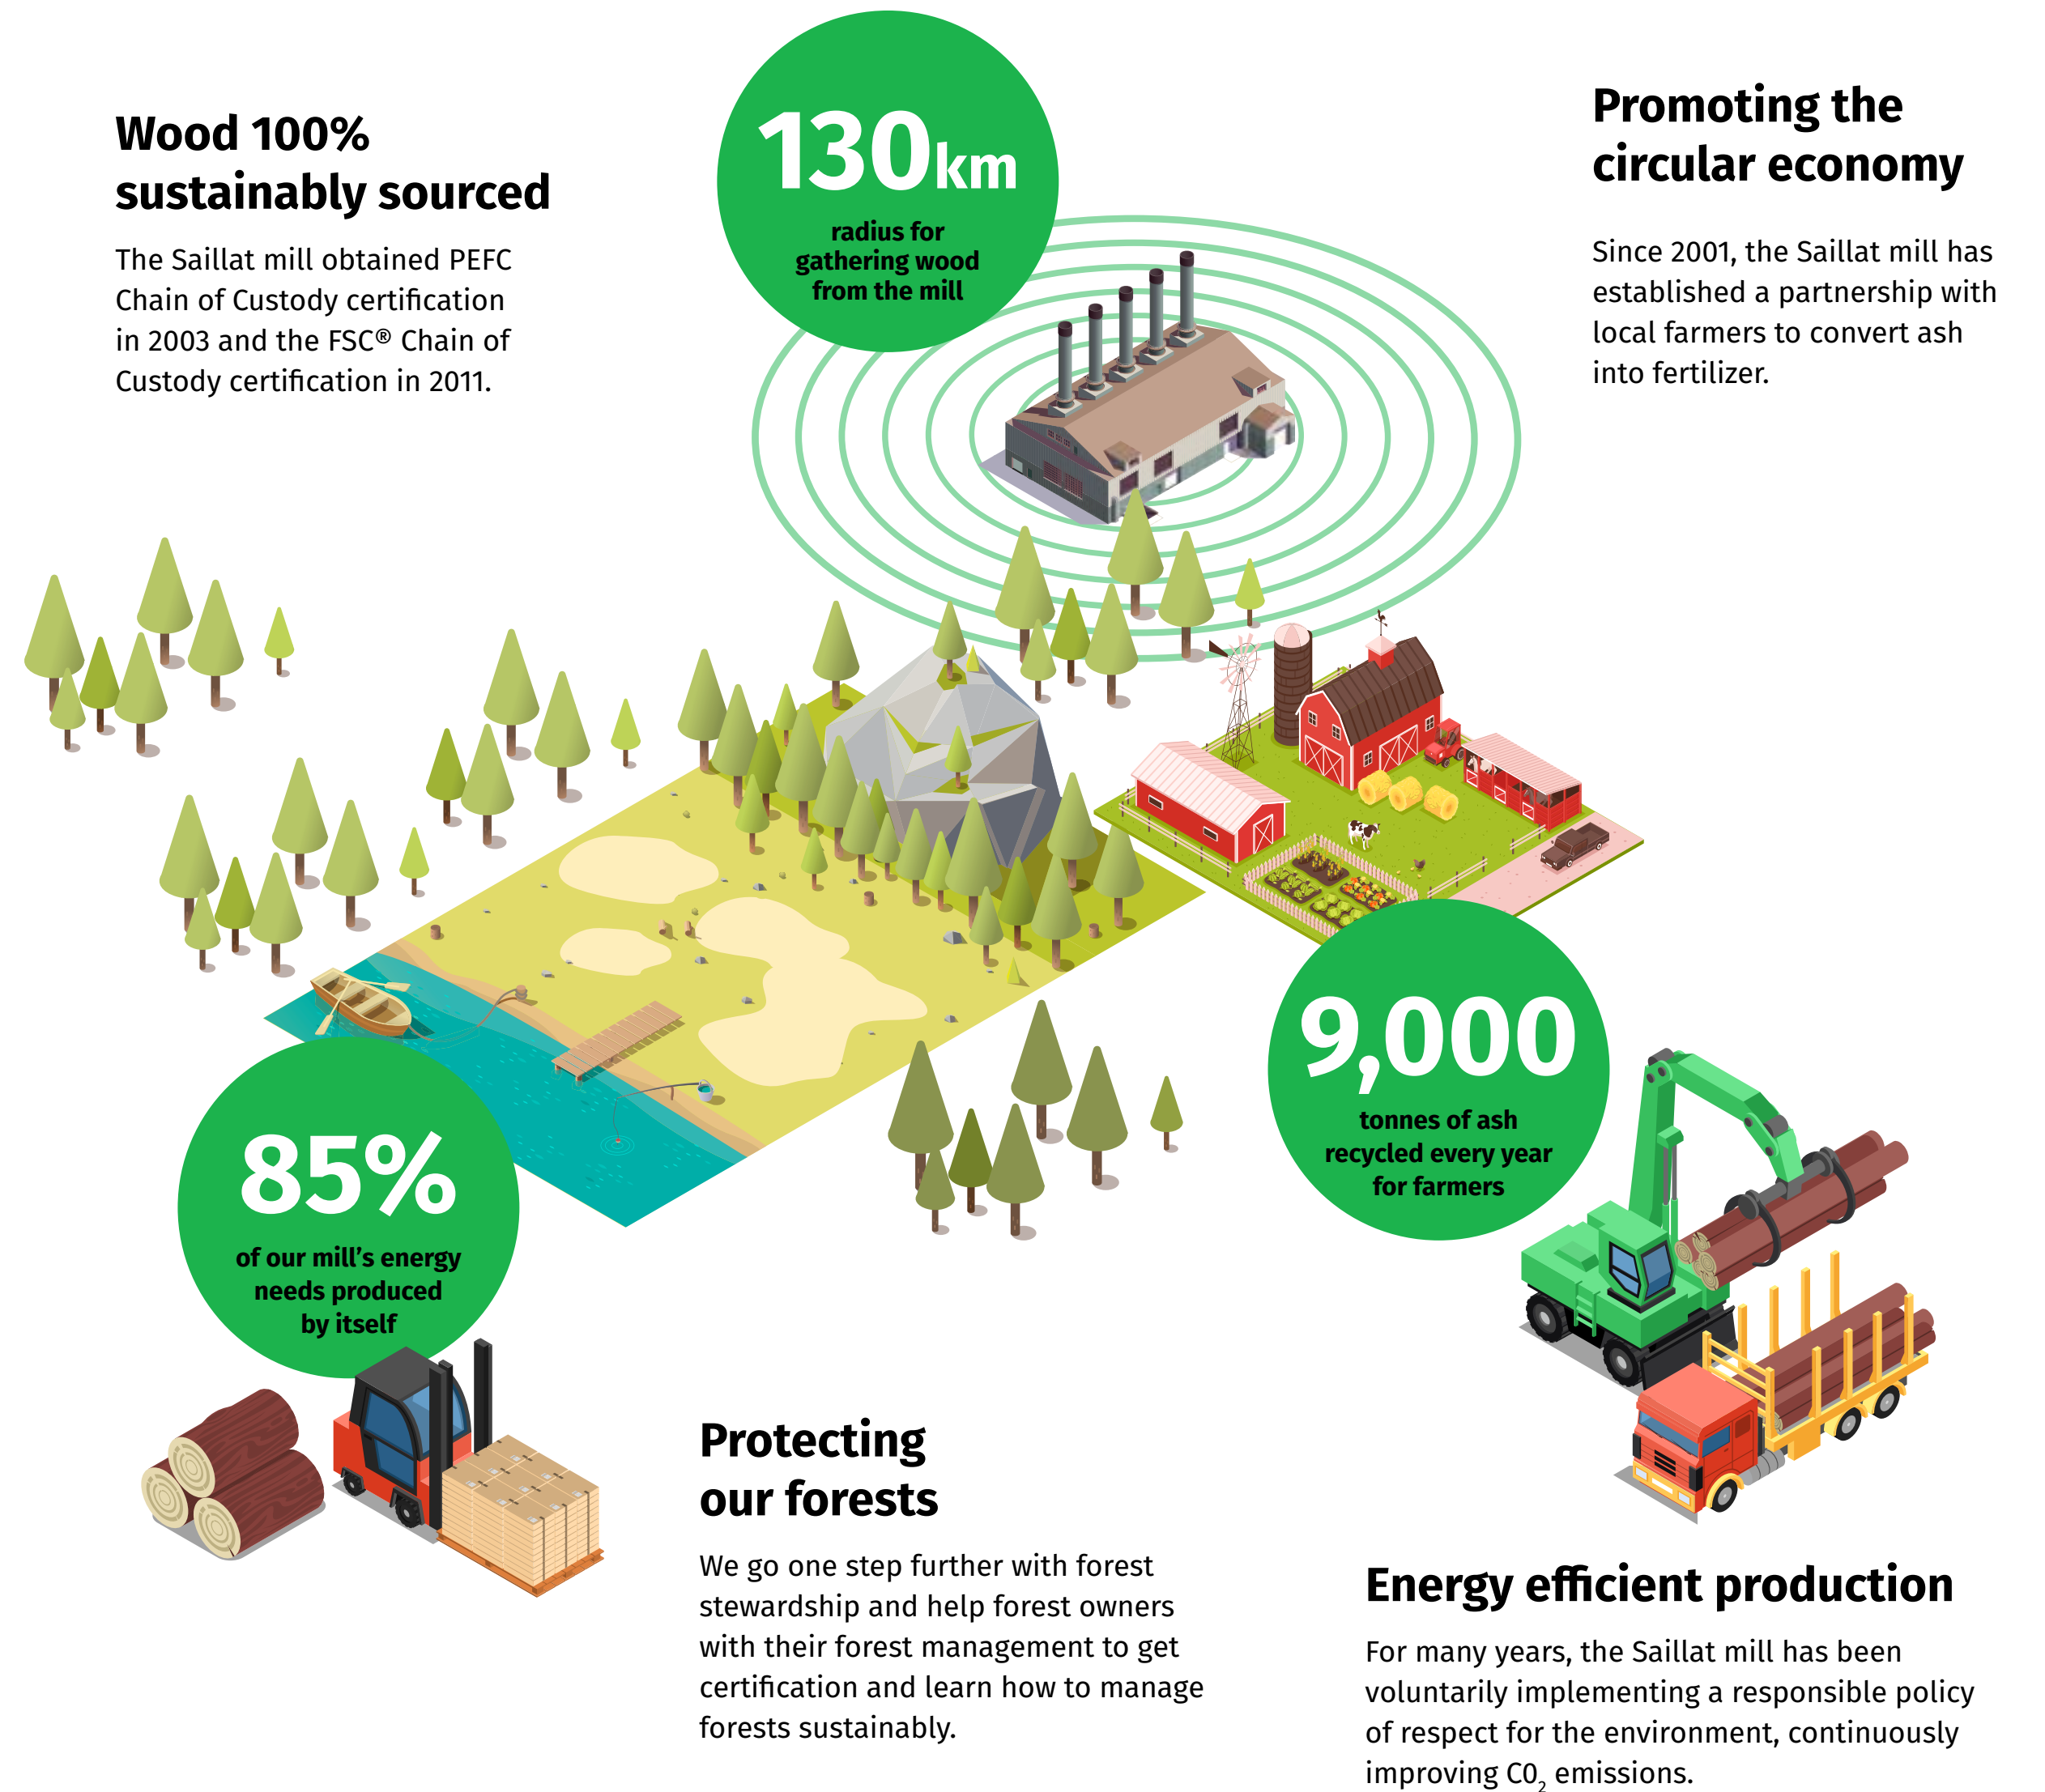 Wood 100%
sustainably sourced
The Saillat mill obtained PEFC
Chain of Custody certification
in 2003 and the FSC® Chain of
Custody certification in 2011.
130km
radius for
gathering wood
from the mill
Promoting the
circular economy
Since 2001, the Saillat mill has
established a partnership with
local farmers to convert ash
into fertilizer.
9,000
tonnes of ash
recycled every year
for farmers
85%
of our mill’s energy
needs produced
by itself
Protecting
our forests
We go one step further with forest
stewardship and help forest owners
with their forest management to get
certification and learn how to manage
forests sustainably.
Energy efficient production
For many years, the Saillat mill has been
voluntarily implementing a responsible policy
of respect for the environment, continuously
improving C0₂ emissions.